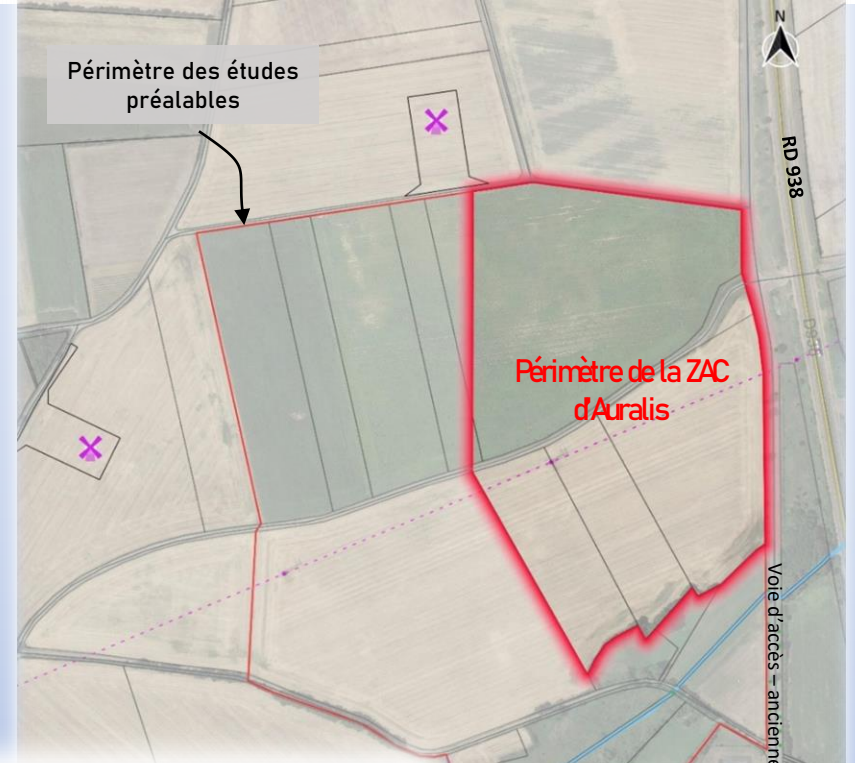 Périmètre des études
préalables
N
RD 938
Périmètre de la ZAC
d'Auralis
Voie d'accès – ancienne